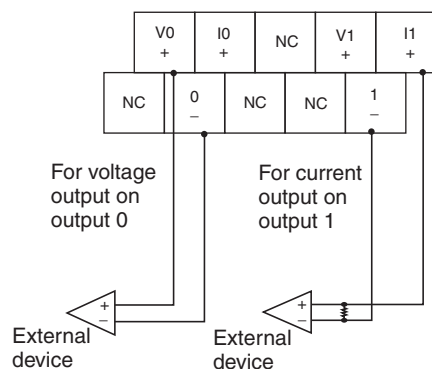 V0 I0 NC V1 I1
+ + + +
NC 0 NC NC 1
– –
For voltage
output on
output 0
For current
output on
output 1
+
–
External
device
+
–
External
device